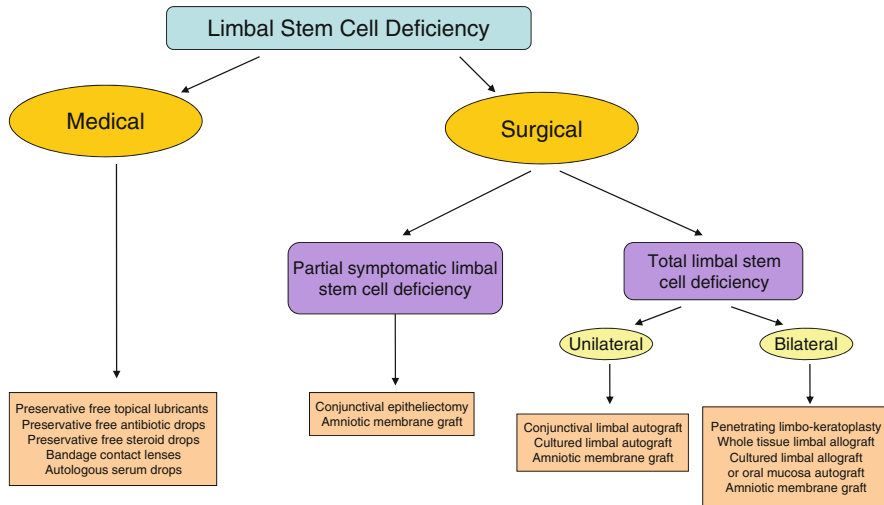 Limbal Stem Cell Deficiency
Medical
Surgical
Partial symptomatic limbal
stem cell deficiency
Total limbal stem
cell deficiency
Unilateral
Bilateral
Preservative free topical lubricants
Preservative free antibiotic drops
Preservative free steroid drops
Bandage contact lenses
Autologous serum drops
Conjunctival epitheliectomy
Amniotic membrane graft
Conjunctival limbal autograft
Cultured limbal autograft
Amniotic membrane graft
Penetrating limbo-keratoplasty
Whole tissue limbal allograft
Cultured limbal allograft
or oral mucosa autograft
Amniotic membrane graft